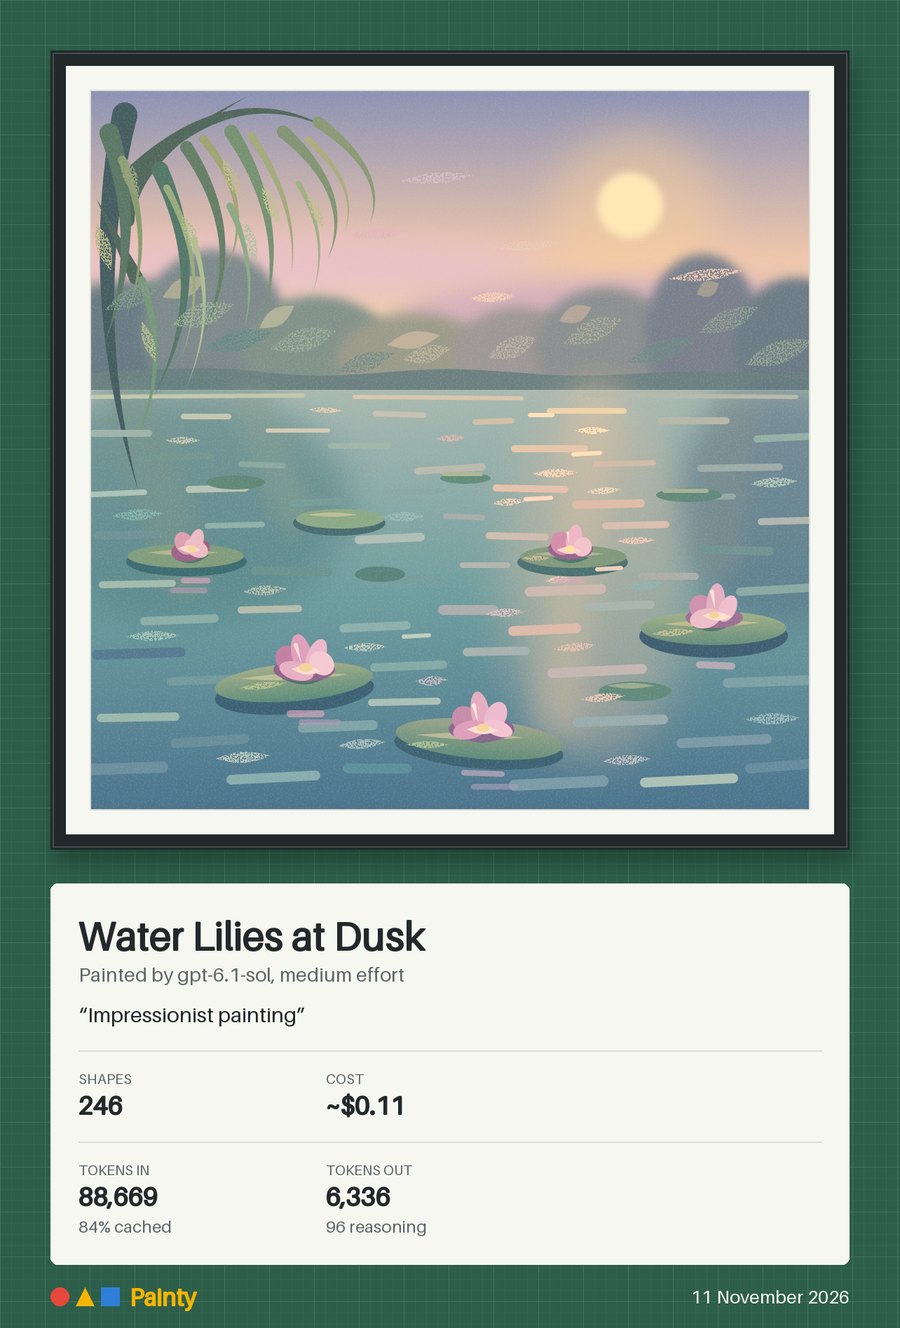 Water Lilies at Dusk
Painted by gpt-6.1-sol, medium effort
“Impressionist painting”
SHAPES
246
COST
~$0.11
TOKENS IN
88,669
84% cached
TOKENS OUT
6,336
96 reasoning
Painty
11 November 2026